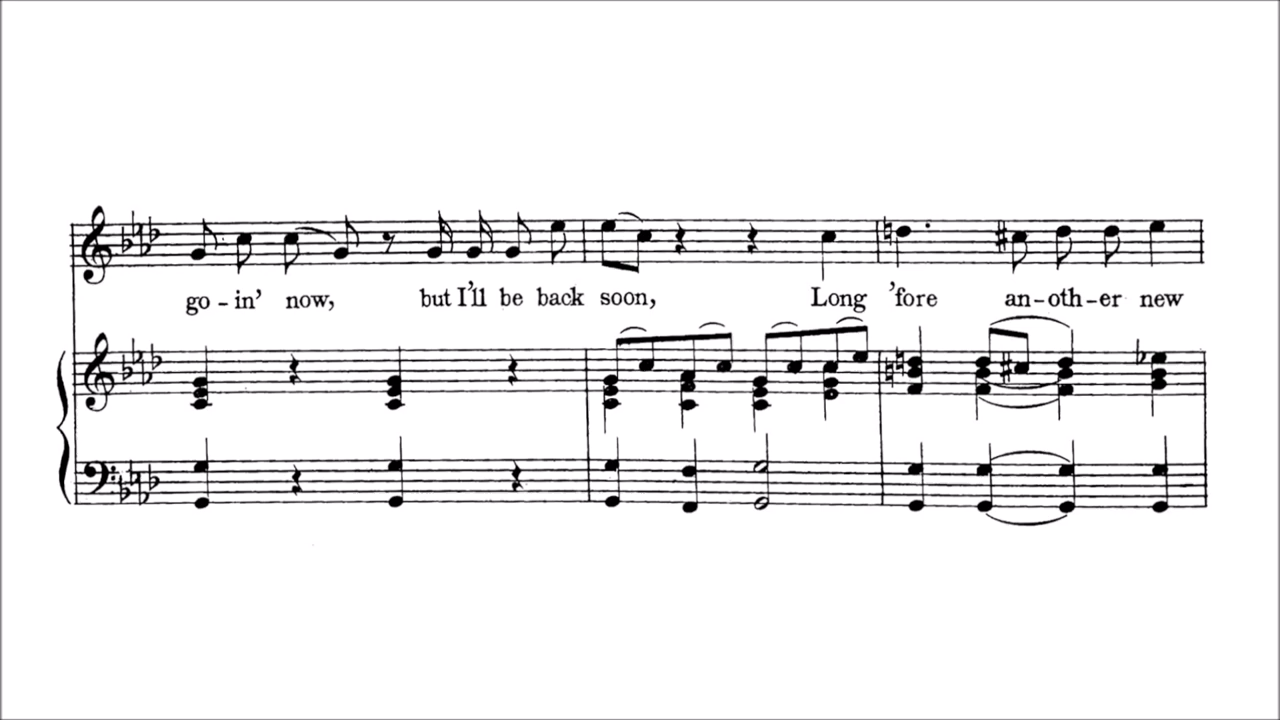 go - in' now, but I'll be back soon, Long 'fore an - oth - er new